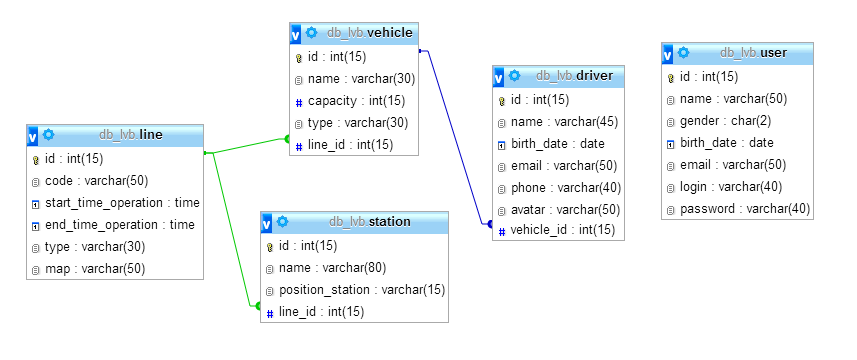 db_lvb.line
id : int(15)
code : varchar(50)
start_time_operation : time
end_time_operation : time
type : varchar(30)
map : varchar(50)
db_lvb.vehicle
id : int(15)
name : varchar(30)
capacity : int(15)
type : varchar(30)
line_id : int(15)
db_lvb.station
id : int(15)
name : varchar(80)
position_station : varchar(15)
line_id : int(15)
db_lvb.driver
id : int(15)
name : varchar(45)
birth_date : date
email : varchar(50)
phone : varchar(40)
avatar : varchar(50)
vehicle_id : int(15)
db_lvb.user
id : int(15)
name : varchar(50)
gender : char(2)
birth_date : date
email : varchar(50)
login : varchar(40)
password : varchar(40)